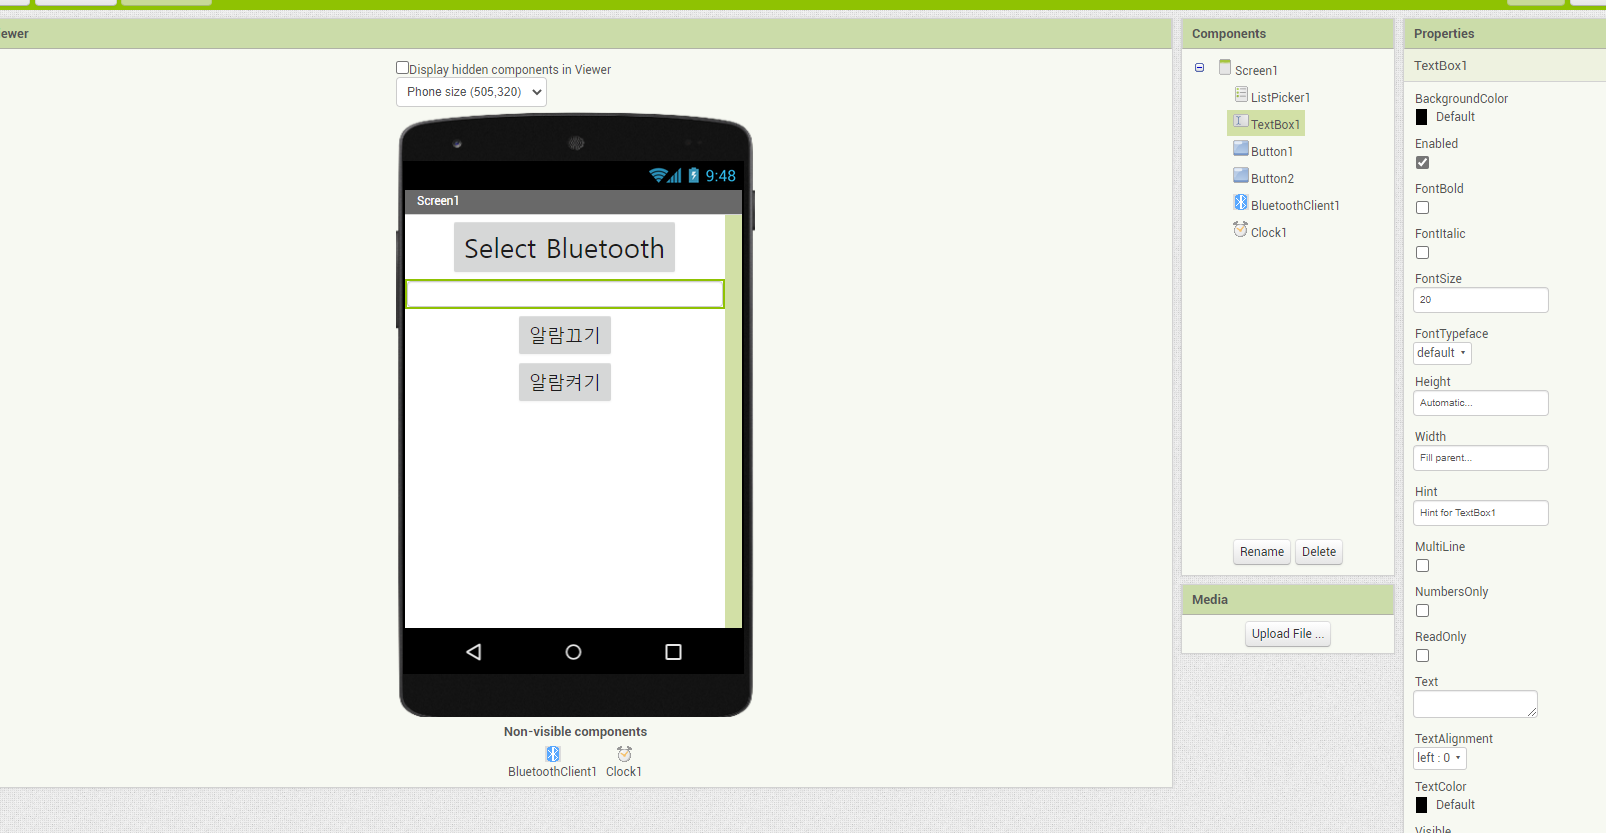 ewer
Display hidden components in Viewer
Phone size (505,320)
9:48
Screen1
Select Bluetooth
알람끄기
알람켜기
Non-visible components
BluetoothClient1
Clock1
Components
Screen1
ListPicker1
TextBox1
Button1
Button2
BluetoothClient1
Clock1
Rename
Delete
Media
Upload File ...
Properties
TextBox1
BackgroundColor
Default
Enabled
FontBold
FontItalic
FontSize
20
FontTypeface
default
Height
Automatic...
Width
Fill parent...
Hint
Hint for TextBox1
MultiLine
NumbersOnly
ReadOnly
Text
TextAlignment
left : 0
TextColor
Default
Visible